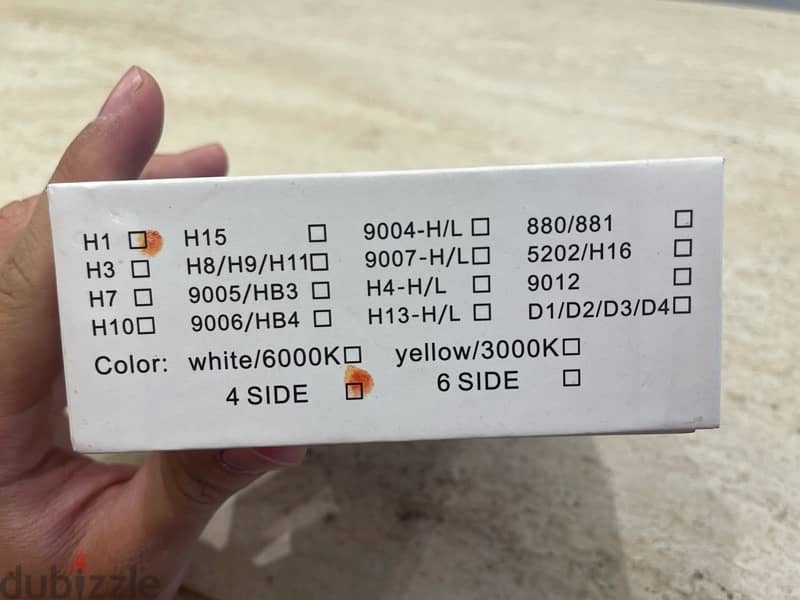 H1 □ H15 □ 9004-H/L □ 880/881 □
H3 □ H8/H9/H11□ 9007-H/L□ 5202/H16 □
H7 □ 9005/HB3 □ H4-H/L □ 9012 □
H10□ 9006/HB4 □ H13-H/L □ D1/D2/D3/D4□
Color: white/6000K□ yellow/3000K□
4 SIDE □ 6 SIDE □
dubizzle